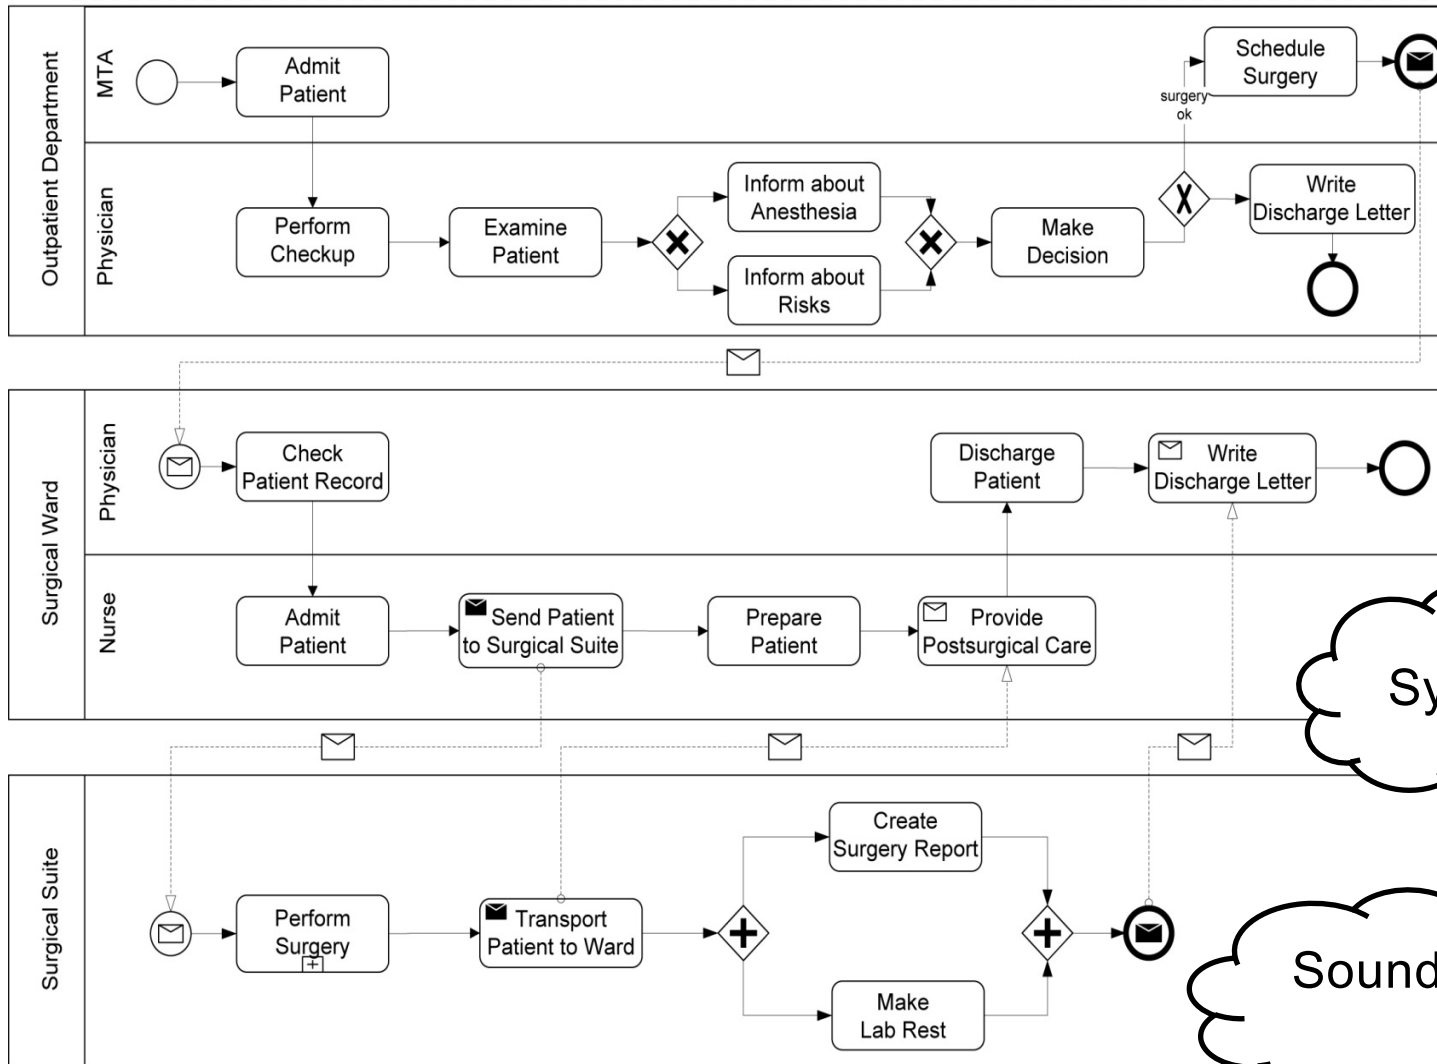 Outpatient Department
MTA
Admit
Patient
Schedule
Surgery
surgery
ok
Physician
Perform
Checkup
Examine
Patient
Inform about
Anesthesia
Inform about
Risks
Make
Decision
Write
Discharge Letter
Surgical Ward
Physician
Check
Patient Record
Discharge
Patient
Write
Discharge Letter
Nurse
Admit
Patient
Send Patient
to Surgical Suite
Prepare
Patient
Provide
Postsurgical Care
Sy
Surgical Suite
Perform
Surgery
Transport
Patient to Ward
Create
Surgery Report
Make
Lab Rest
Sound